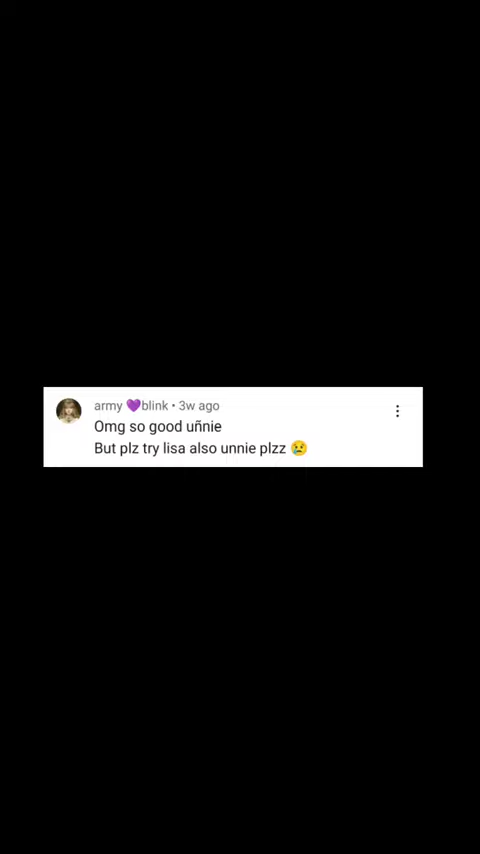 army 💜blink • 3w ago
Omg so good uñnie
But plz try lisa also unnie plzz 😢